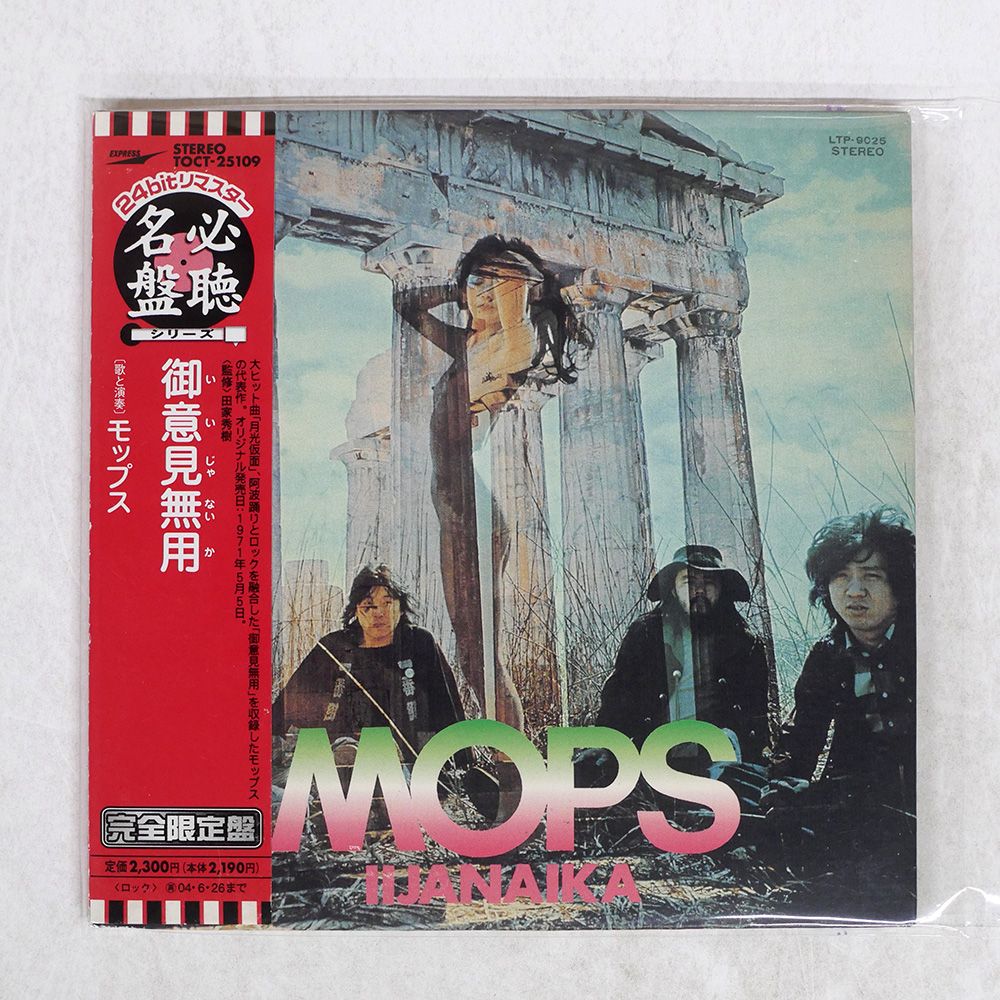 EXPRESS
STEREO
TOCT-25109
24bitリマスター
必聴
名盤
シリーズ
大ヒット曲「月光仮面」、阿波踊りとロックを融合した「御意見無用」を収録したモップス
の代表作。オリジナル発売日：1971年5月5日。
〈監修〉田家秀樹
御意見無用
いいじゃないか
〔歌と演奏〕モップス
完全限定盤
定価2,300円(本体2,190円)
〈ロック〉 再04・6・26まで
LTP-9025
STEREO
MOPS
IIJANAIKA